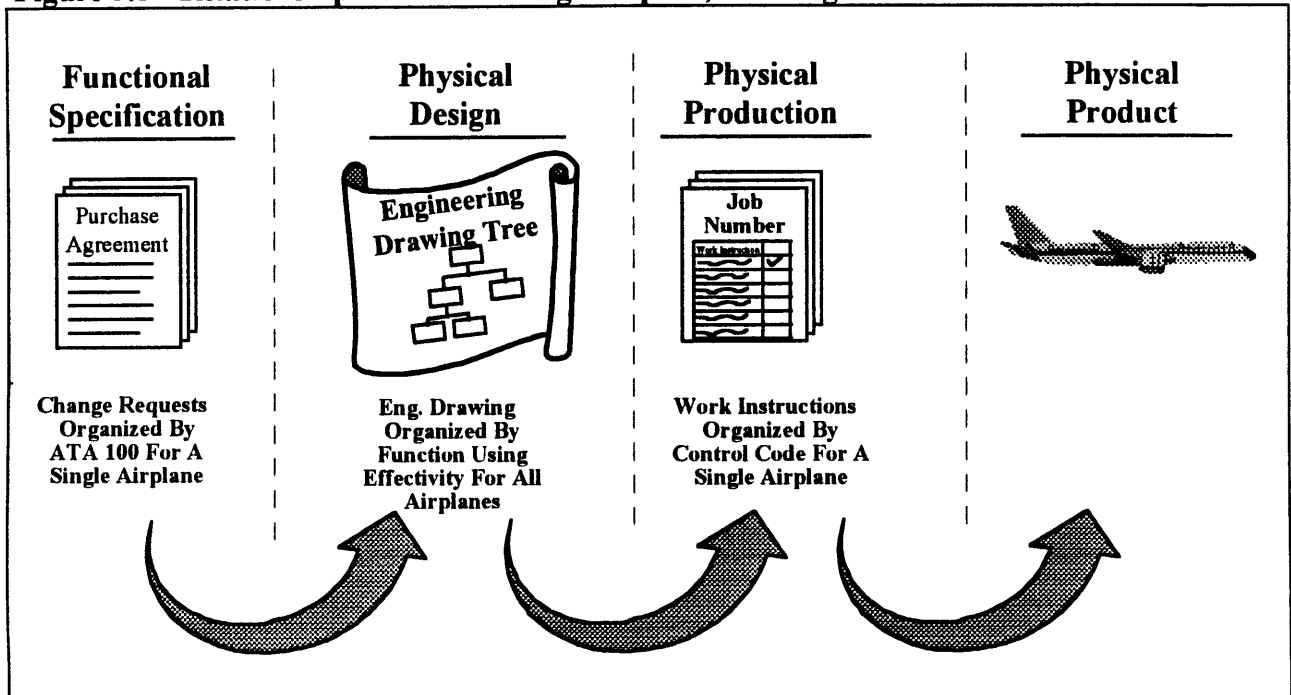 Functional
Specification
Physical
Design
Physical
Production
Physical
Product
Purchase
Agreement
Engineering
Drawing Tree
Job
Number
Work Instruction
Change Requests
Organized By
ATA 100 For A
Single Airplane
Eng. Drawing
Organized By
Function Using
Effectivity For All
Airplanes
Work Instructions
Organized By
Control Code For A
Single Airplane